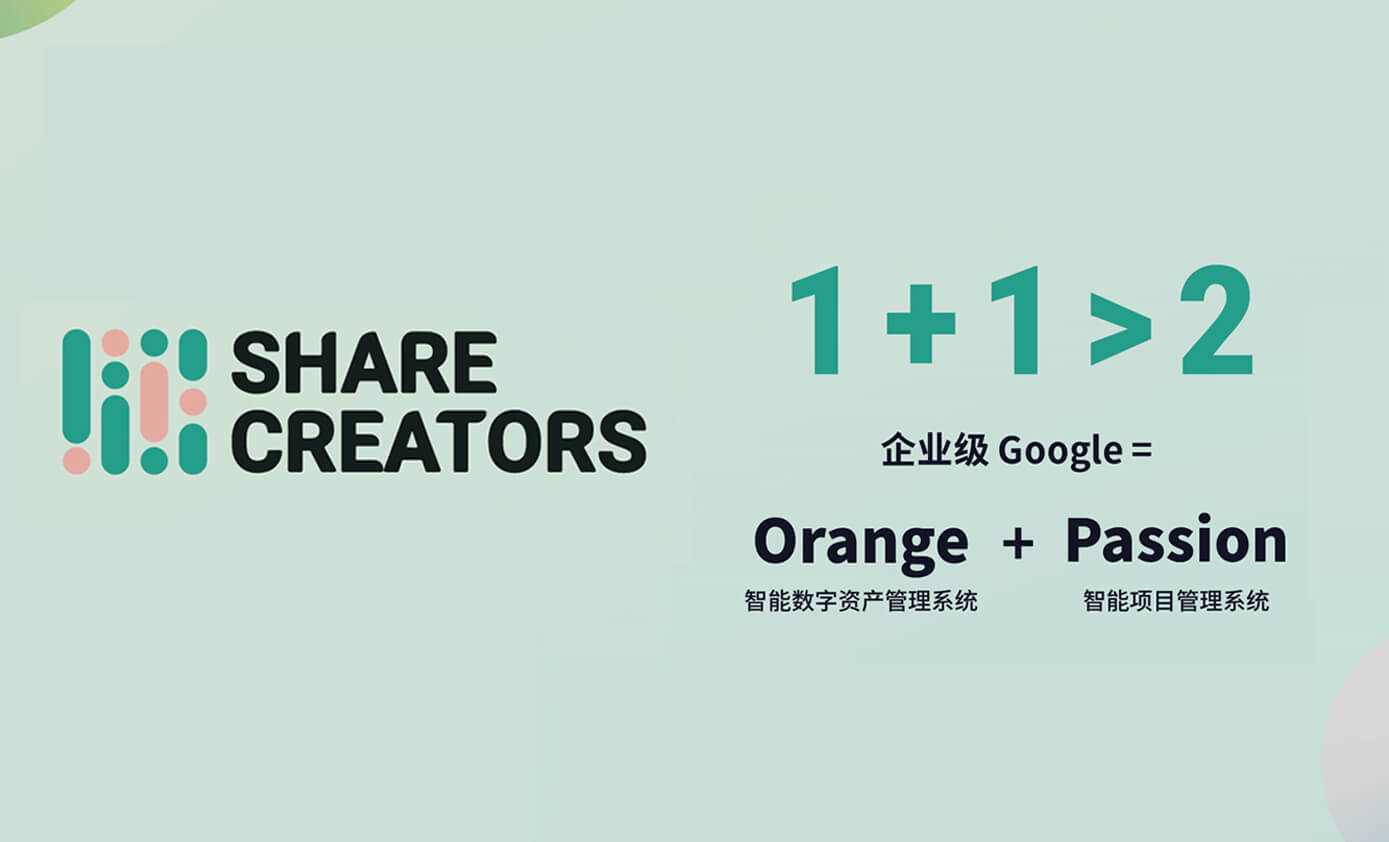 SHARE
CREATORS
1+1>2
企业级 Google =
Orange + Passion
智能数字资产管理系统 智能项目管理系统